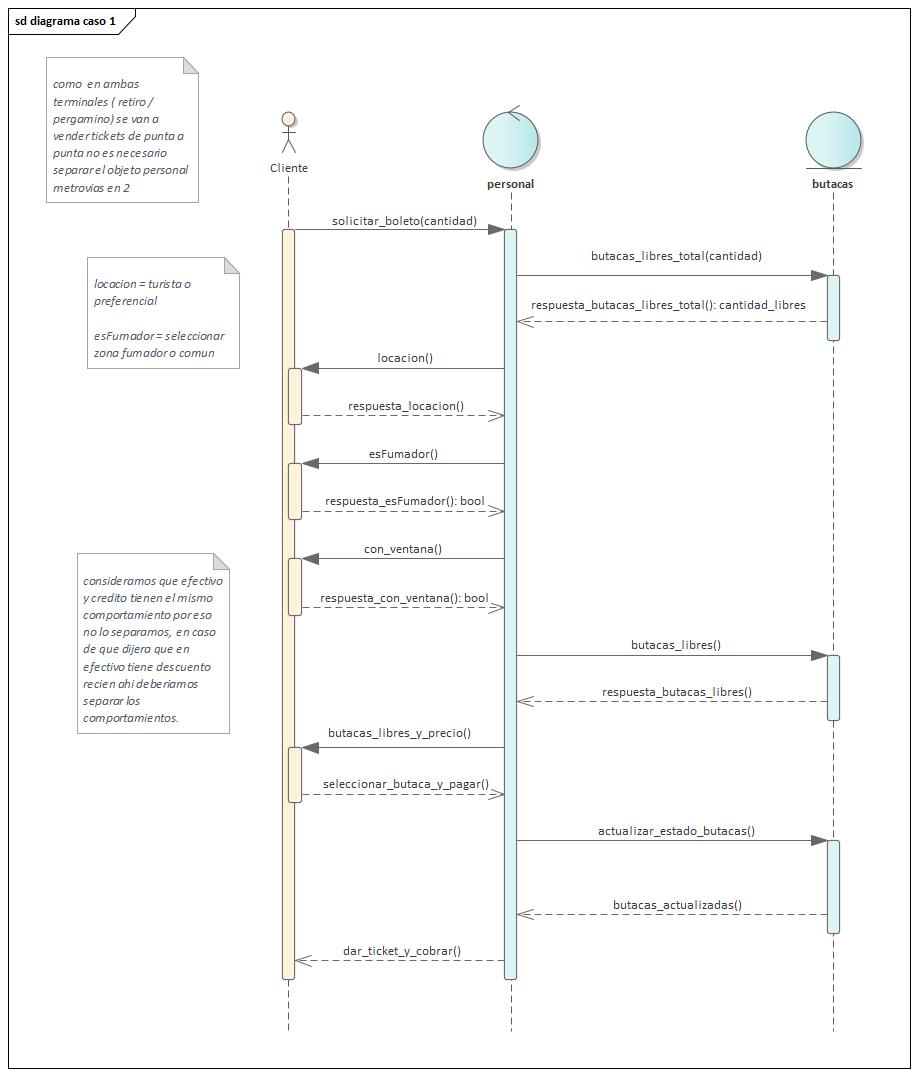 sd diagrama caso 1
como en ambas
terminales ( retiro /
pergamino) se van a
vender tickets de punta a
punta no es necesario
separar el objeto personal
metrovias en 2
Cliente
personal
butacas
solicitar_boleto(cantidad)
butacas_libres_total(cantidad)
locacion = turista o
preferencial
esFumador = seleccionar
zona fumador o comun
respuesta_butacas_libres_total(): cantidad_libres
locacion()
respuesta_locacion()
esFumador()
respuesta_esFumador(): bool
con_ventana()
consideramos que efectivo
y credito tienen el mismo
comportamiento por eso
no lo separamos, en caso
de que dijera que en
efectivo tiene descuento
recien ahi deberiamos
separar los
comportamientos.
respuesta_con_ventana(): bool
butacas_libres()
respuesta_butacas_libres()
butacas_libres_y_precio()
seleccionar_butaca_y_pagar()
actualizar_estado_butacas()
butacas_actualizadas()
dar_ticket_y_cobrar()